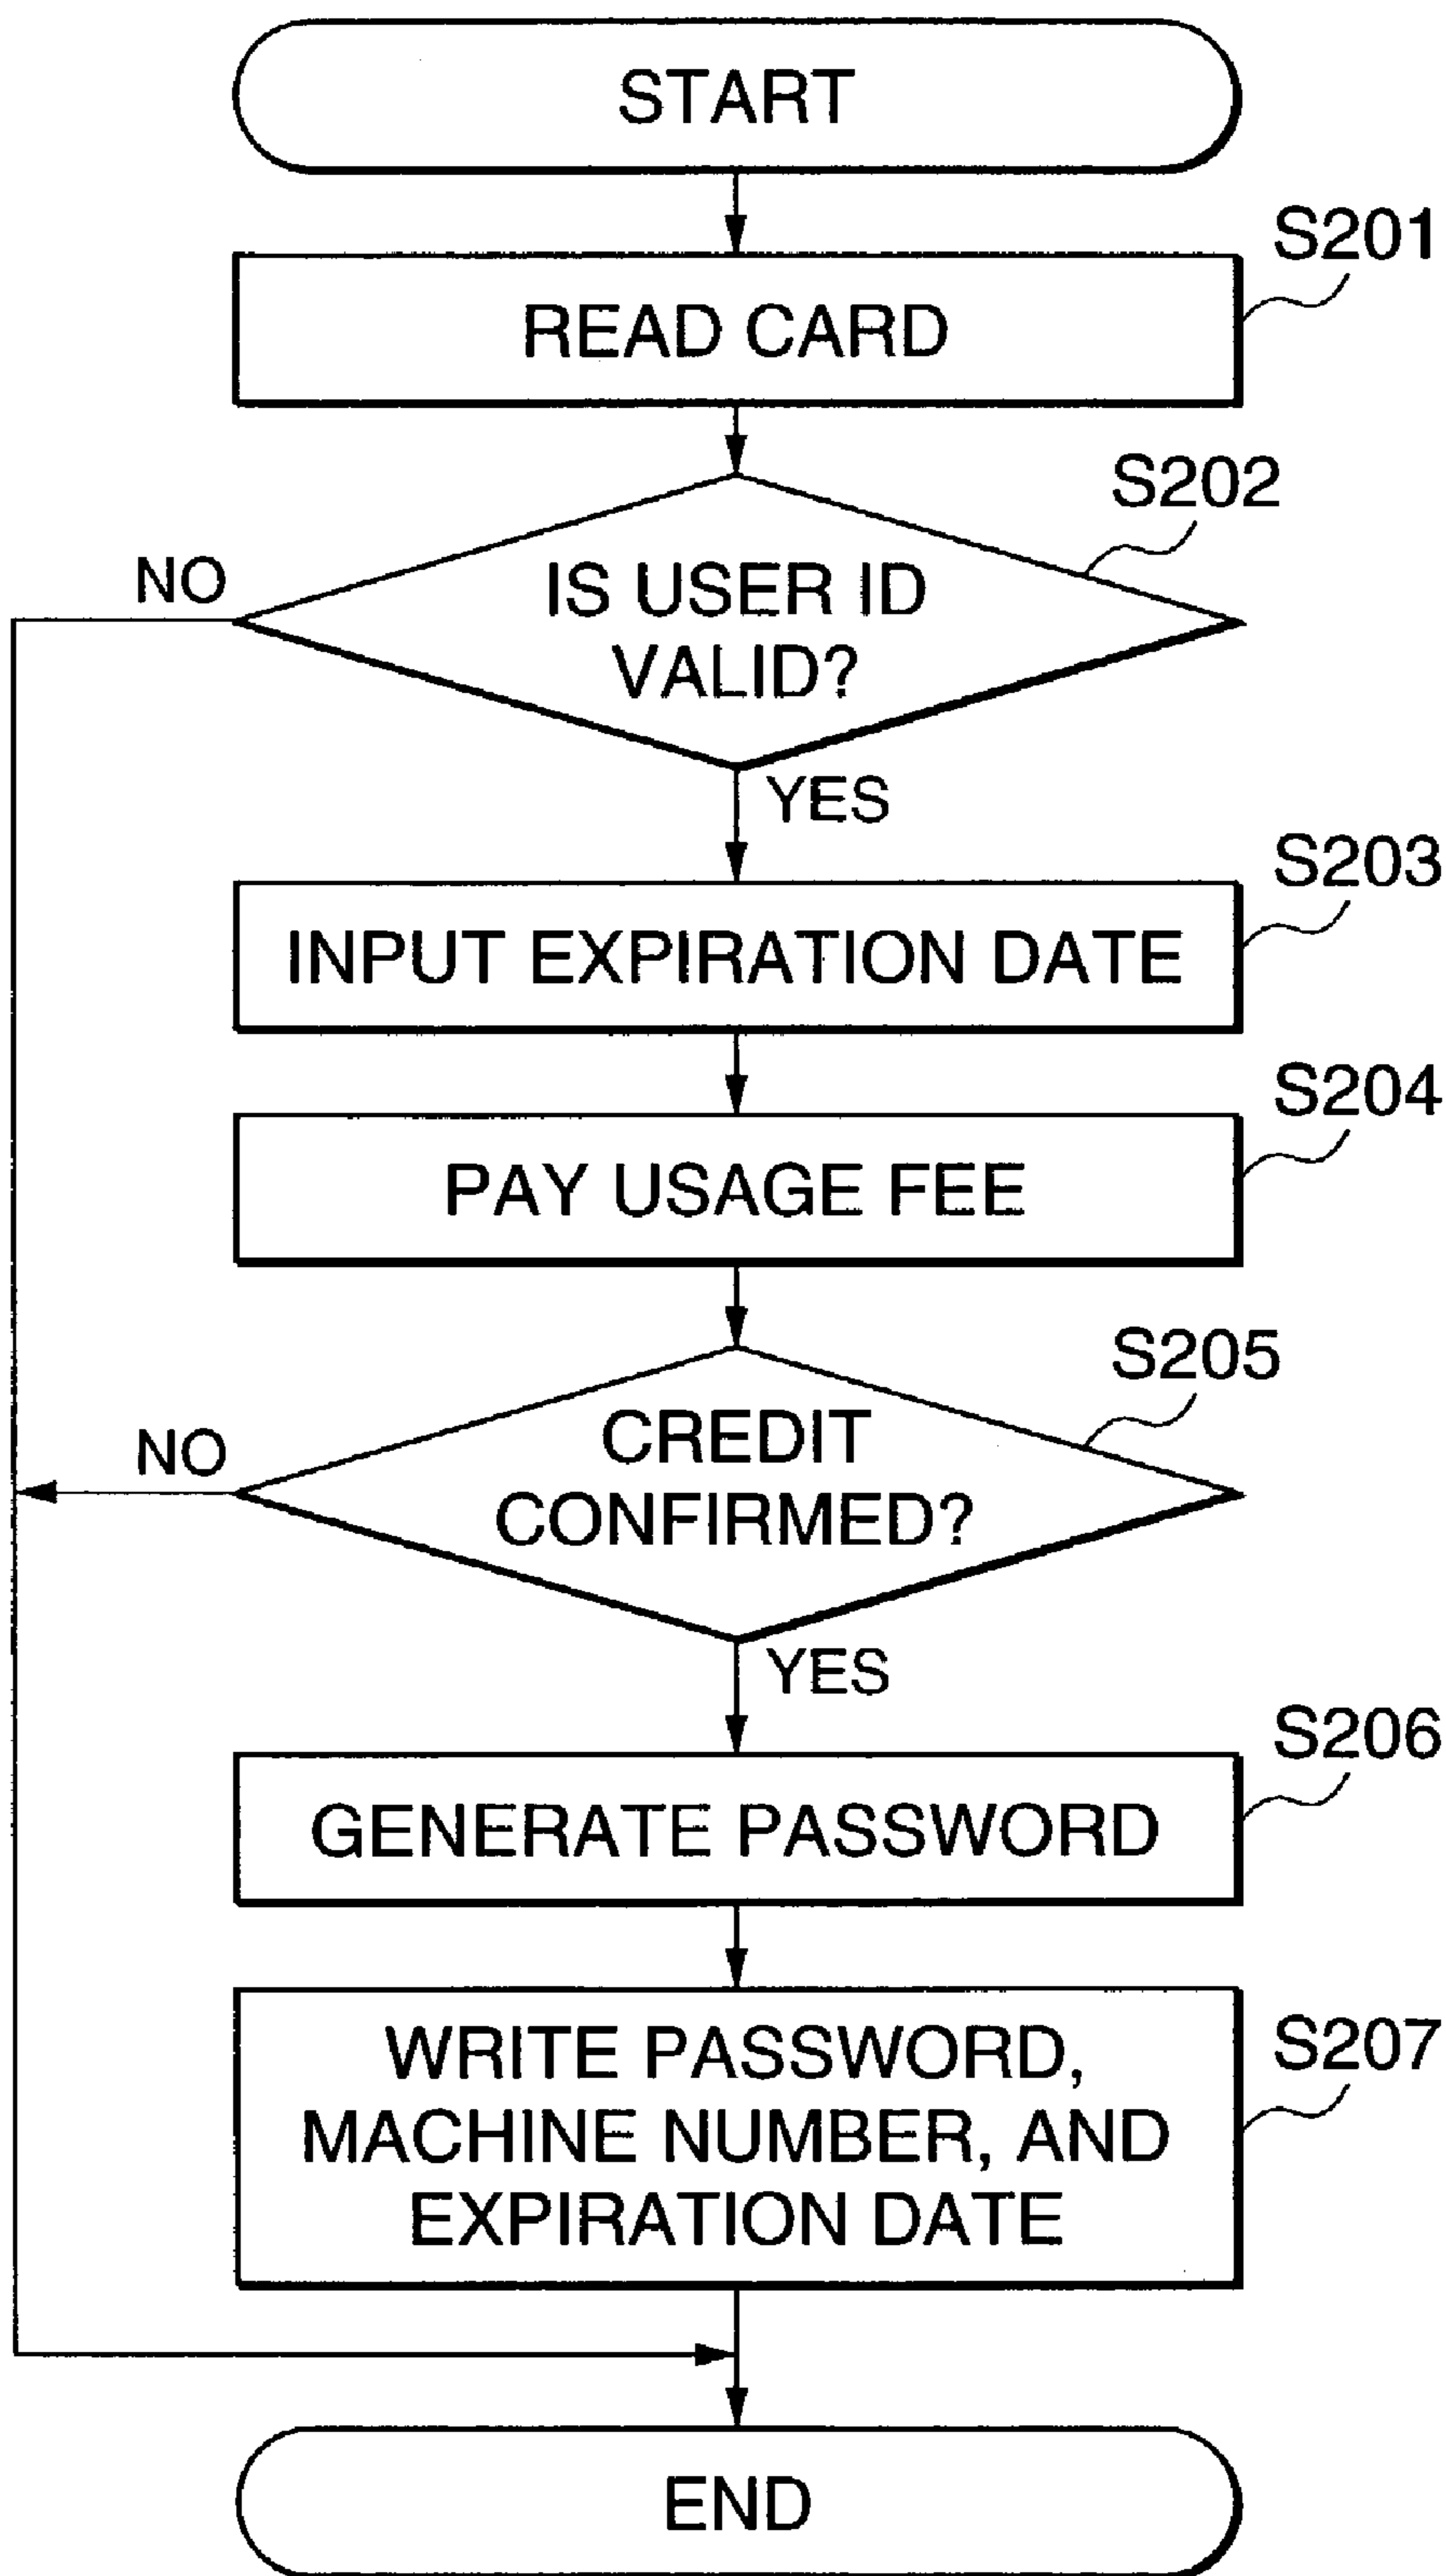 START
S201
READ CARD
S202
NO
IS USER ID
VALID?
YES
S203
INPUT EXPIRATION DATE
S204
PAY USAGE FEE
S205
NO
CREDIT
CONFIRMED?
YES
S206
GENERATE PASSWORD
S207
WRITE PASSWORD,
MACHINE NUMBER, AND
EXPIRATION DATE
END